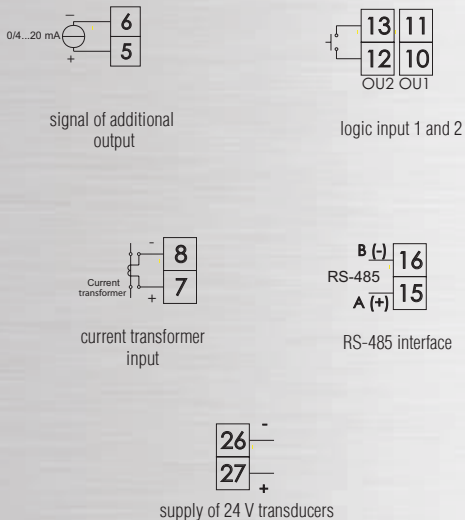 −
6
0/4...20 mA
5
+
signal of additional
output
13 11
12 10
OU2 OU1
logic input 1 and 2
-
8
Current
transformer
7
+
current transformer
input
B (-)
16
RS-485
15
A (+)
RS-485 interface
26
-
27
+
supply of 24 V transducers